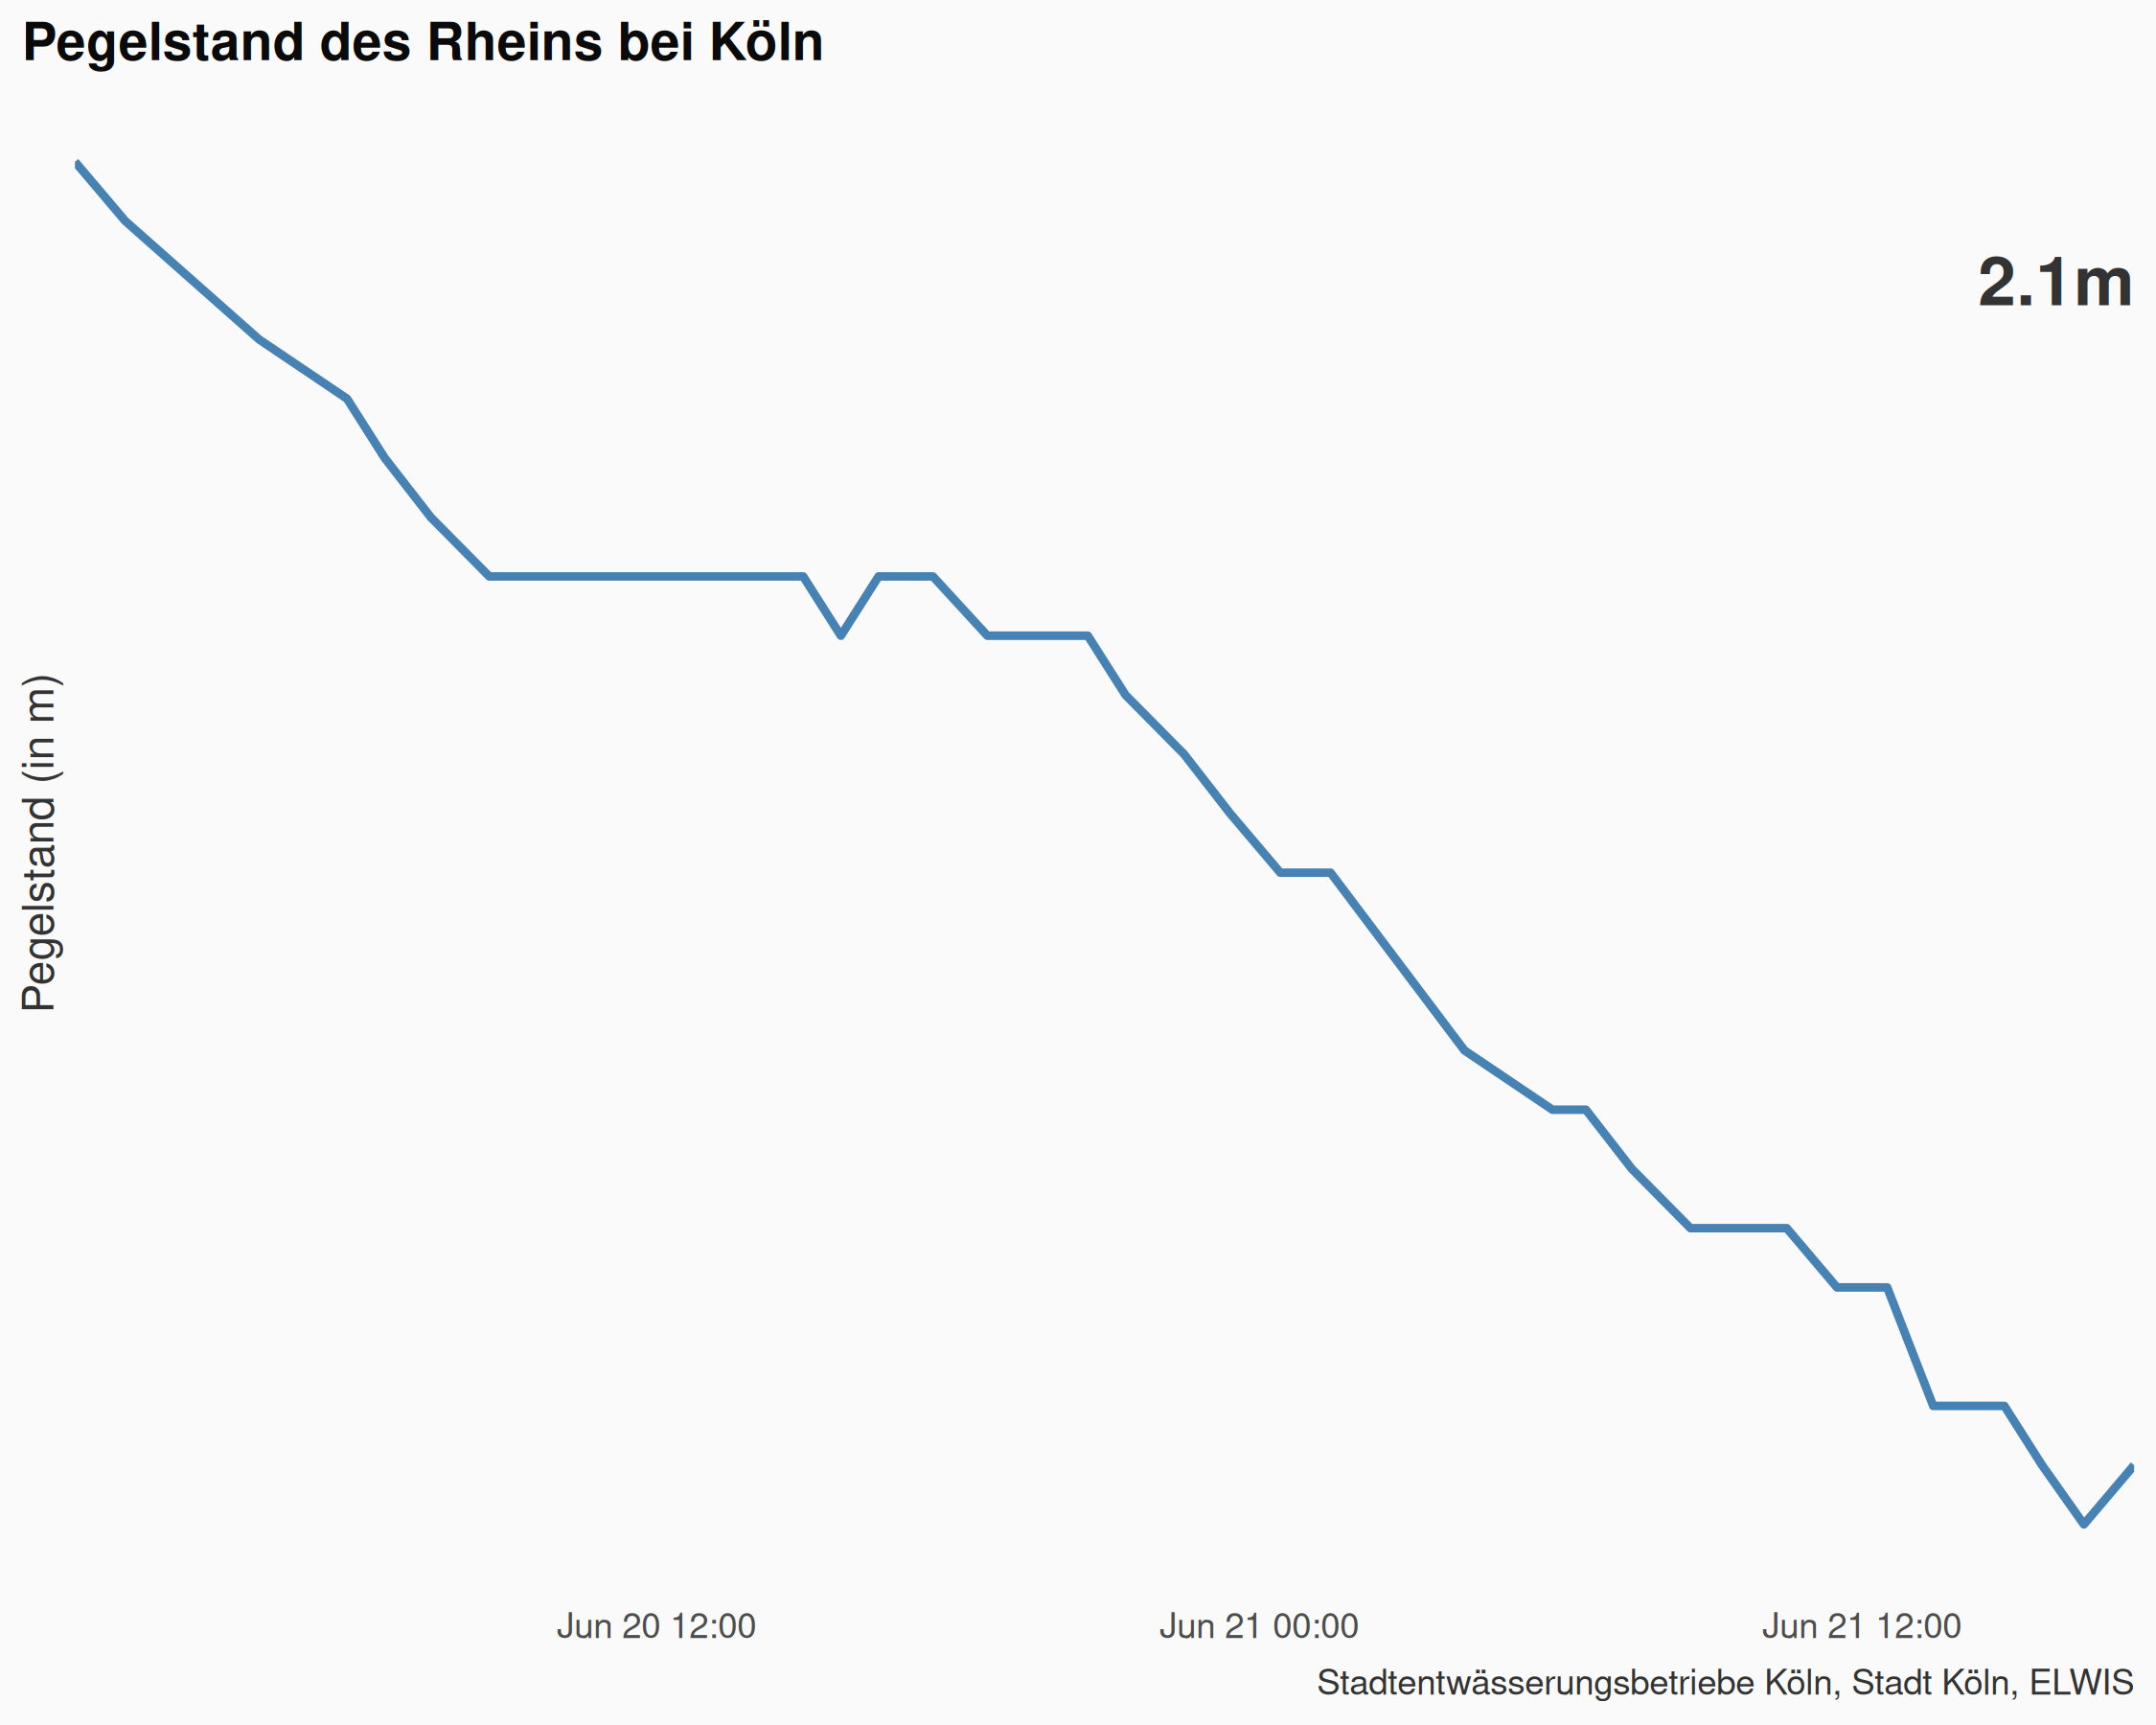 Pegelstand des Rheins bei Köln
2.1m
Pegelstand (in m)
Jun 20 12:00
Jun 21 00:00
Jun 21 12:00
Stadtentwässerungsbetriebe Köln, Stadt Köln, ELWIS